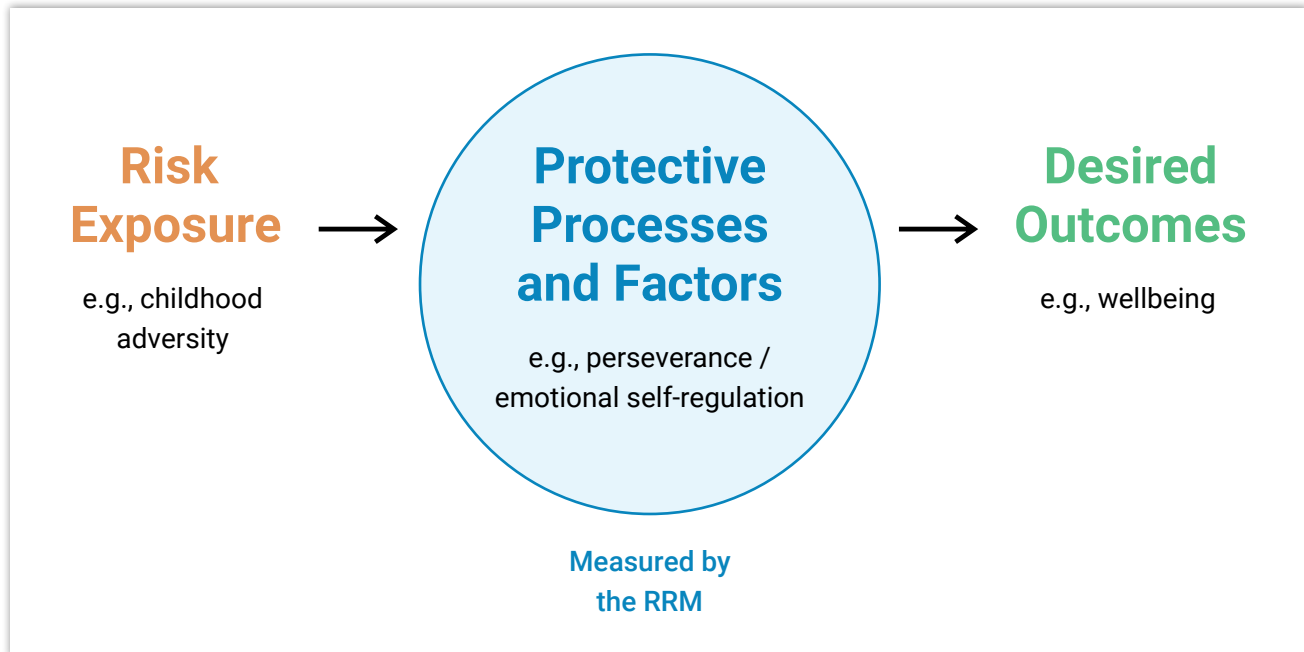 Risk
Exposure
e.g., childhood
adversity
Protective
Processes
and Factors
e.g., perseverance /
emotional self-regulation
Measured by
the RRM
Desired
Outcomes
e.g., wellbeing